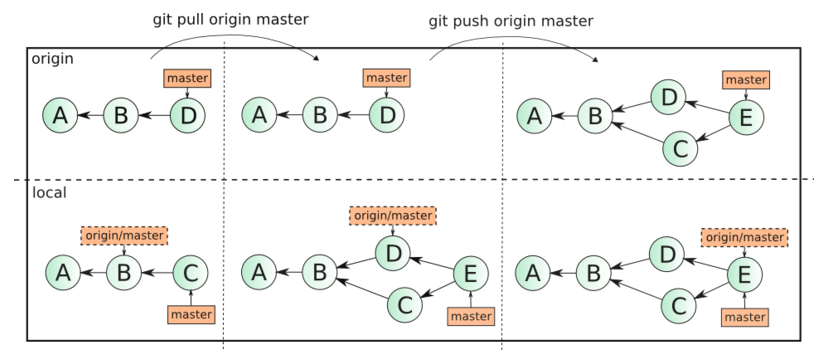 git pull origin master
git push origin master
origin
master
A B D
master
A B D
master
A B D C E
local
origin/master
A B C
master
origin/master
A B D C E
master
origin/master
A B D C E
master